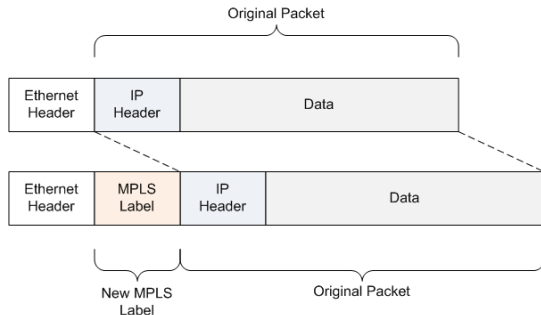 Original Packet
Ethernet
Header
IP
Header
Data
Ethernet
Header
MPLS
Label
IP
Header
Data
New MPLS
Label
Original Packet